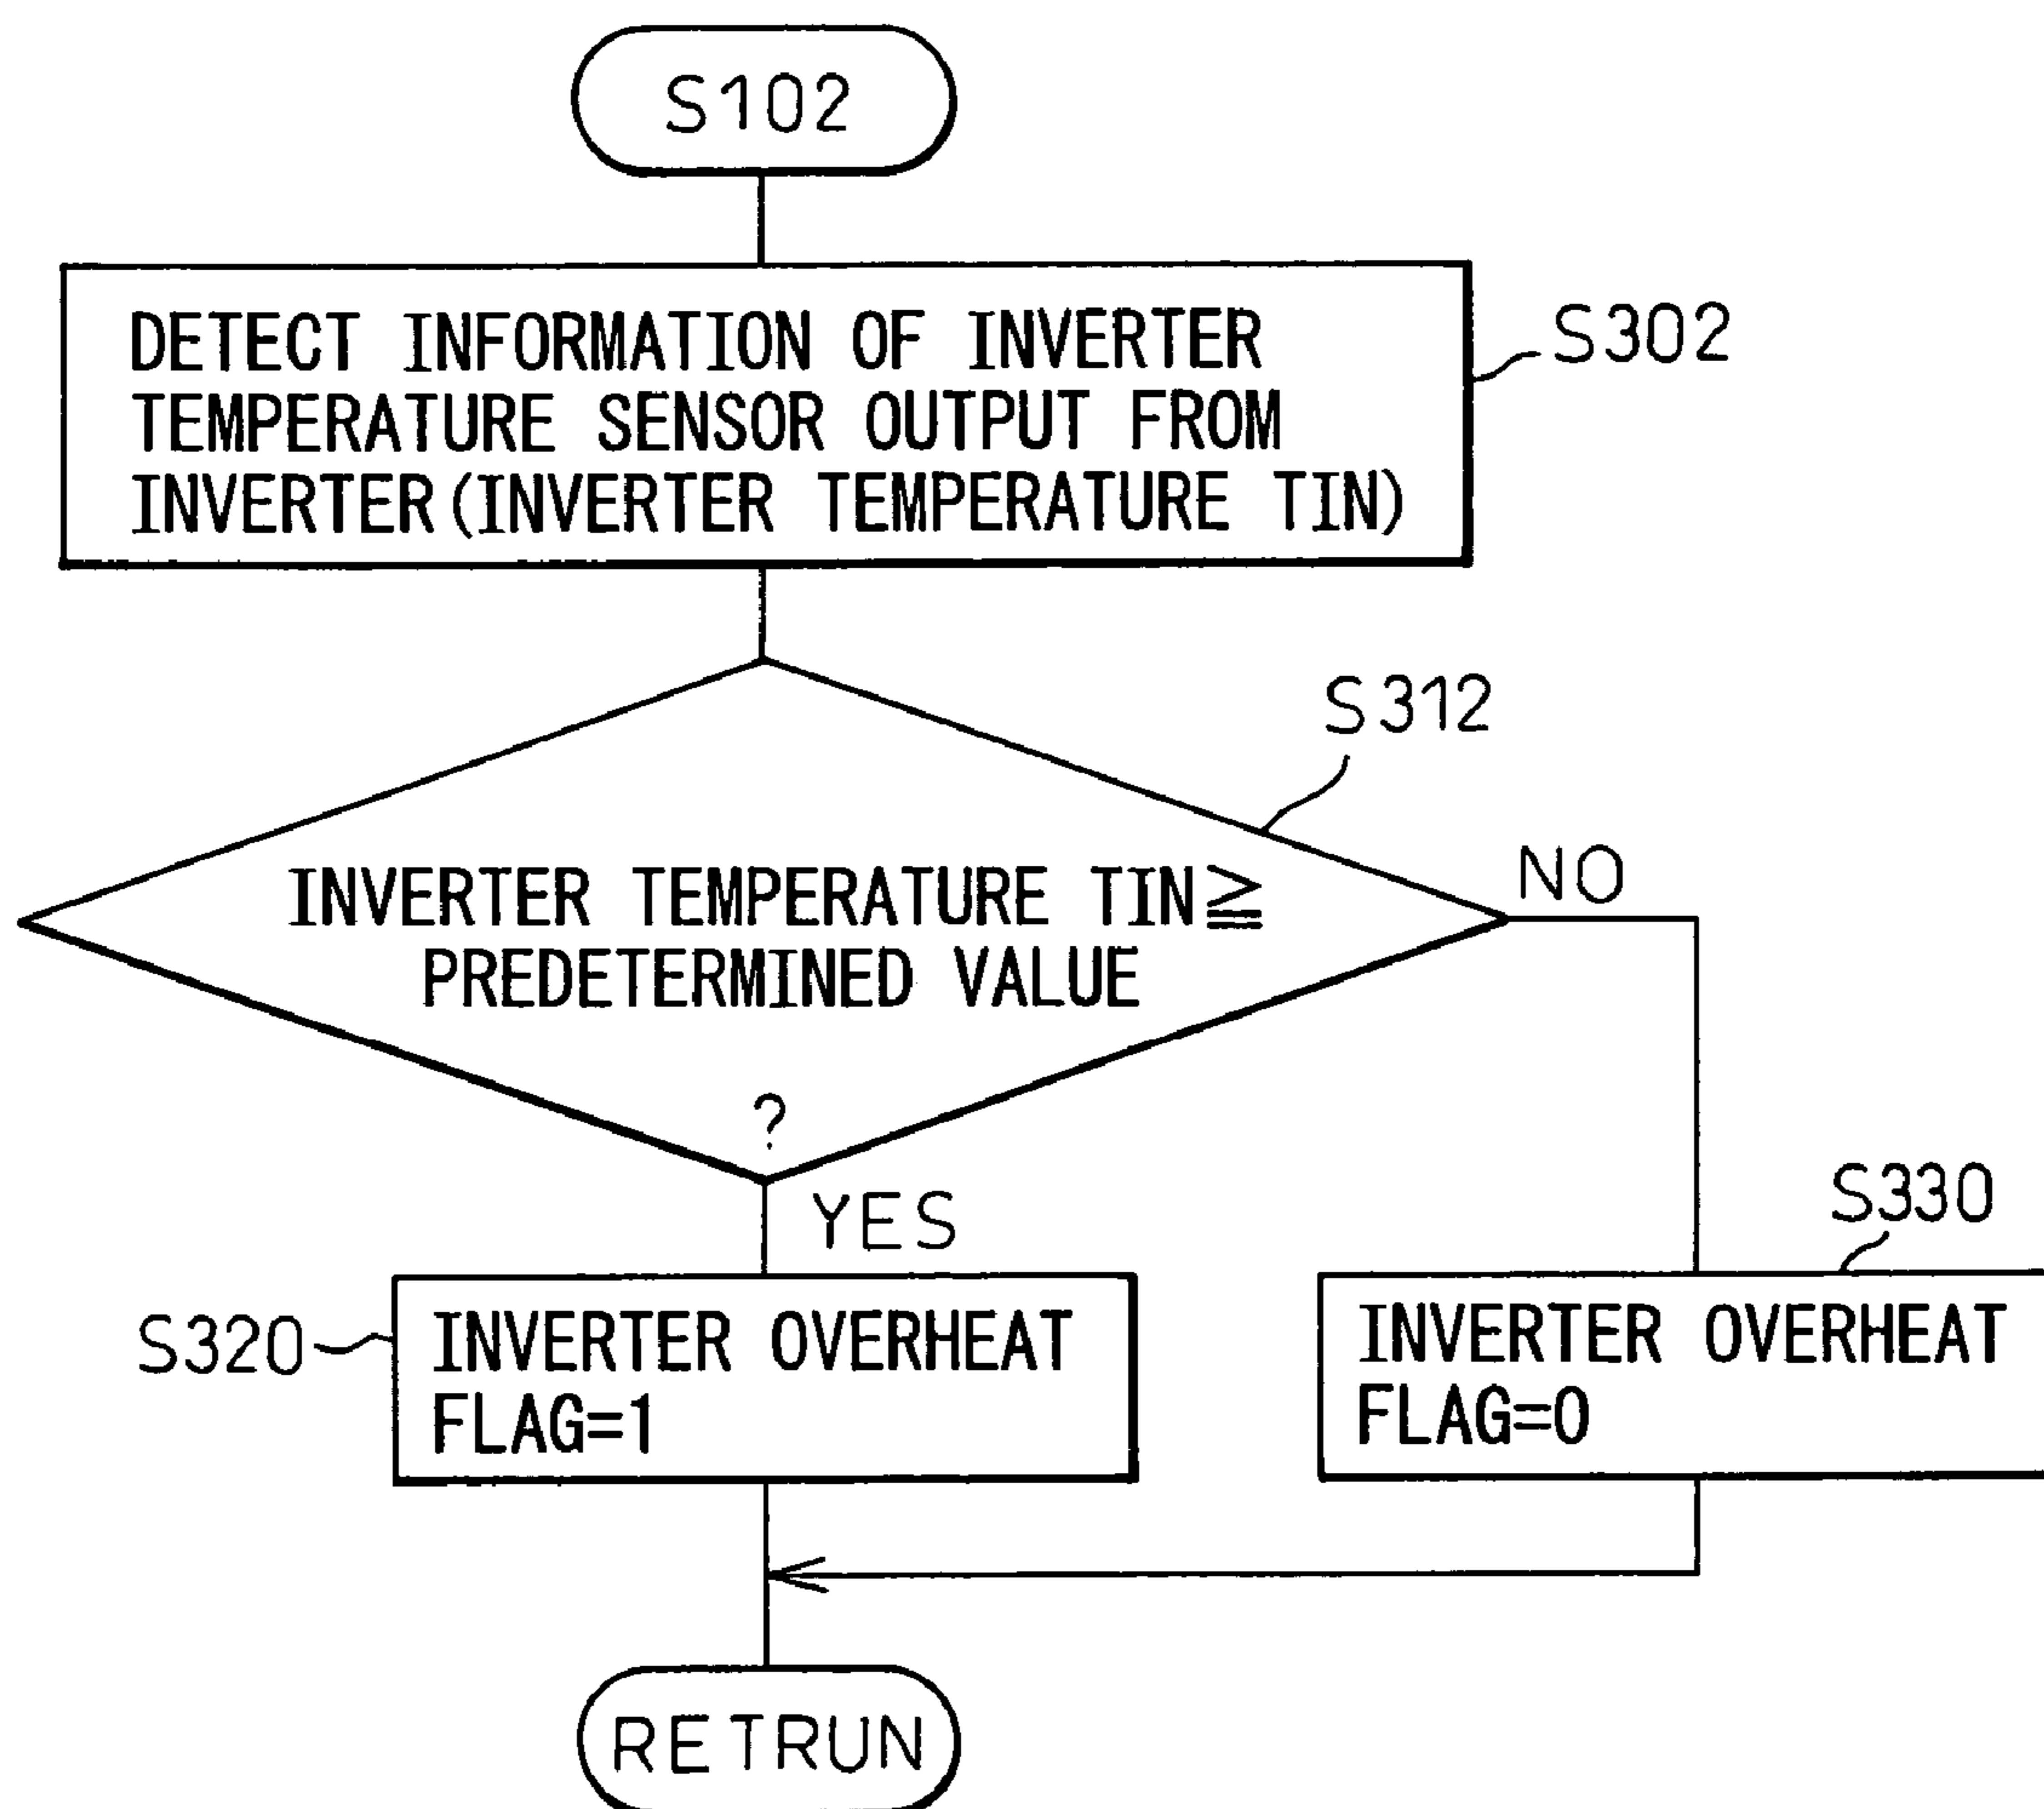 S102
DETECT INFORMATION OF INVERTER
TEMPERATURE SENSOR OUTPUT FROM
INVERTER(INVERTER TEMPERATURE TIN)
S302
S312
INVERTER TEMPERATURE TIN≧
PREDETERMINED VALUE
?
NO
YES
S320
INVERTER OVERHEAT
FLAG=1
S330
INVERTER OVERHEAT
FLAG=0
RETRUN